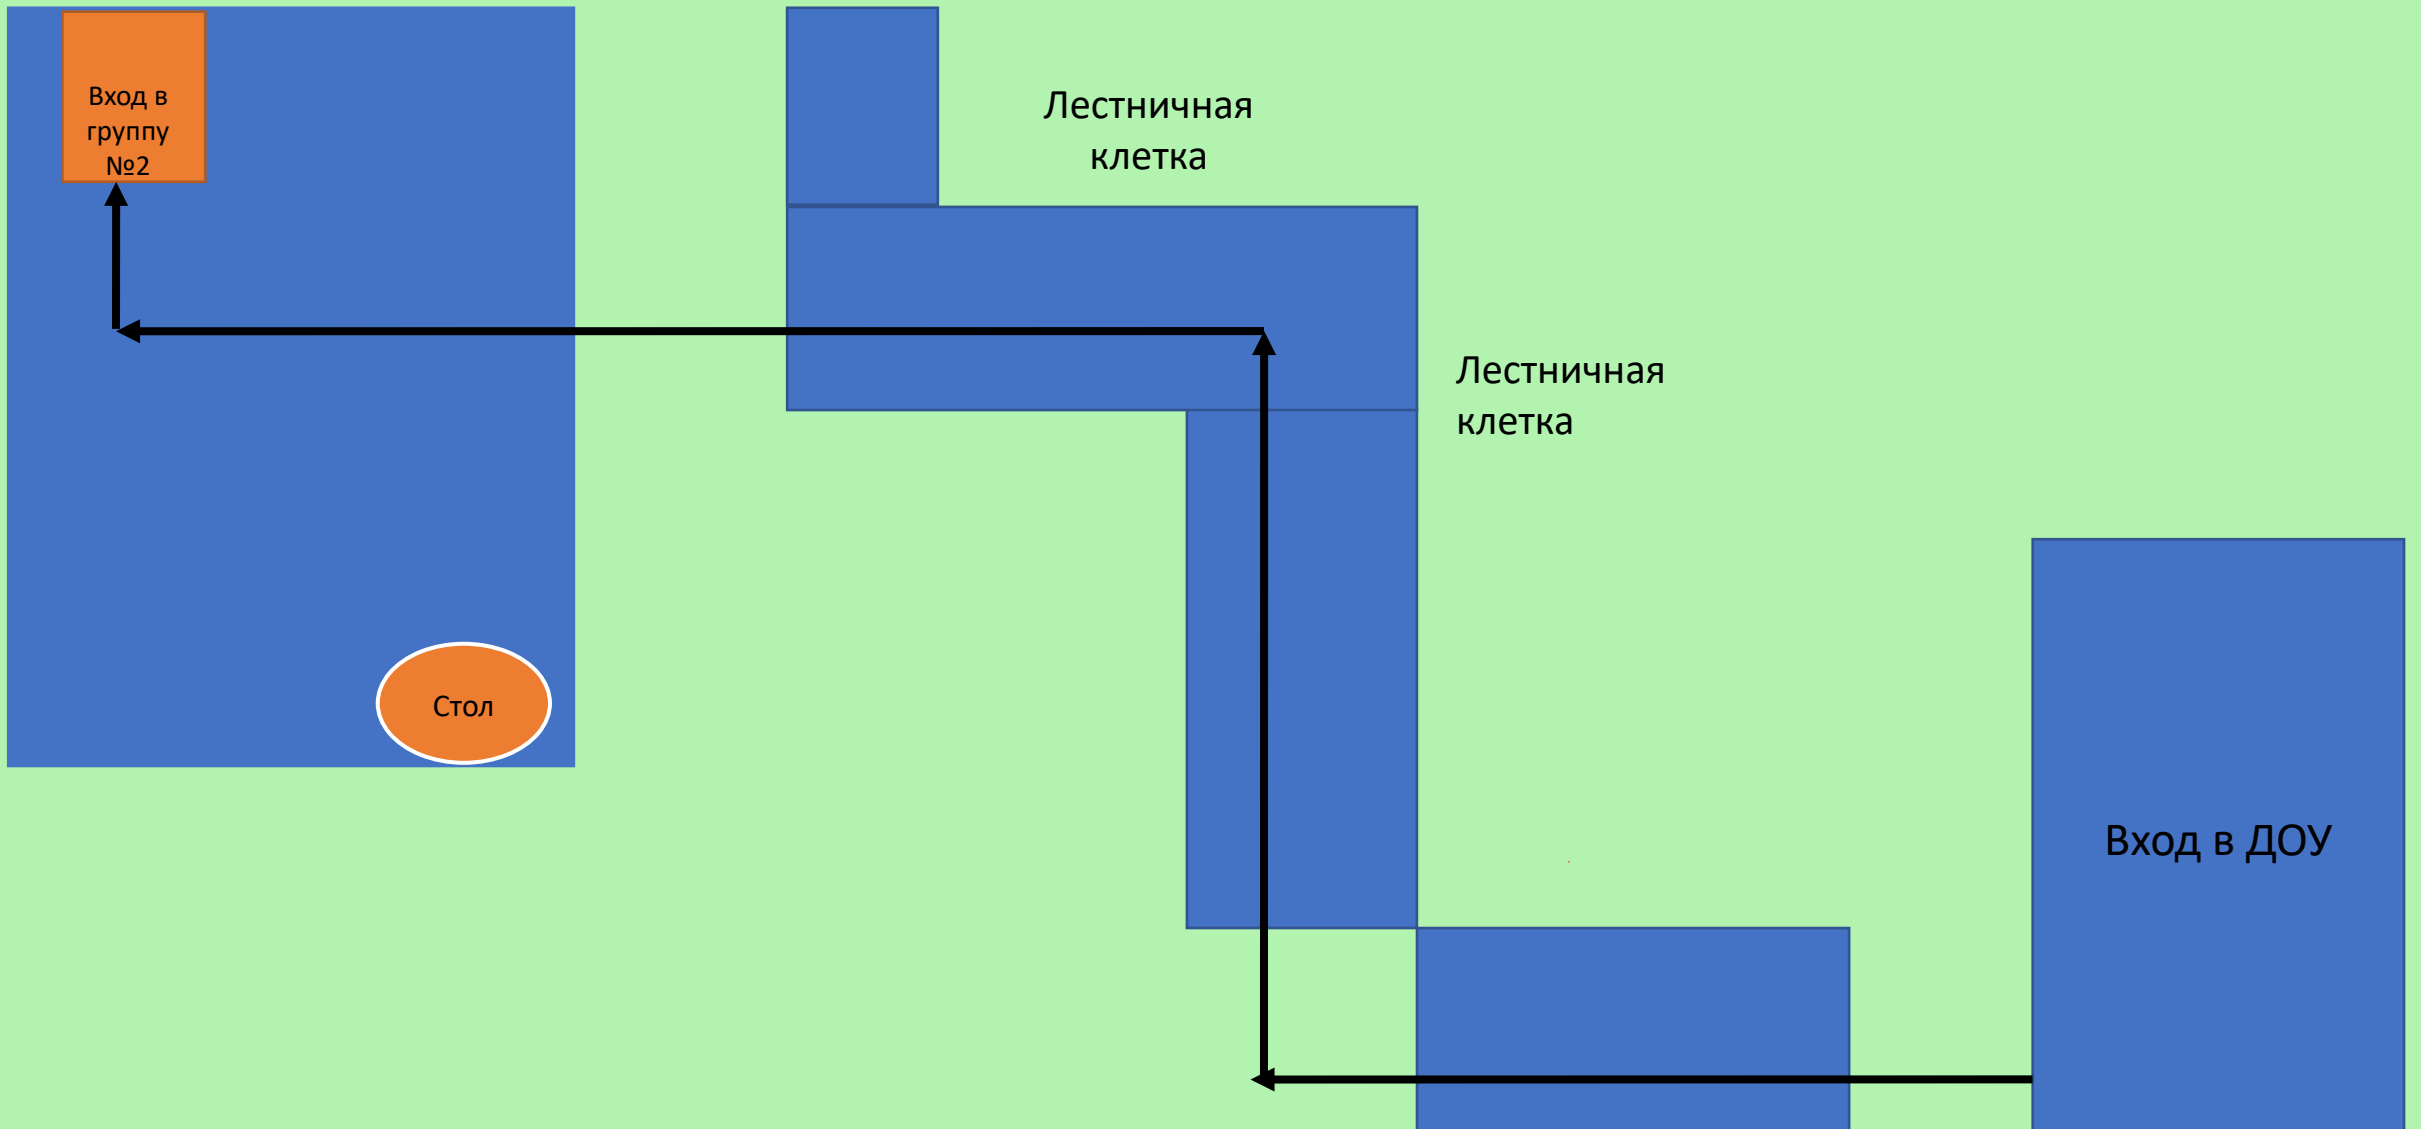 Вход в
группу
№2
Лестничная
клетка
Лестничная
клетка
Стол
Вход в ДОУ